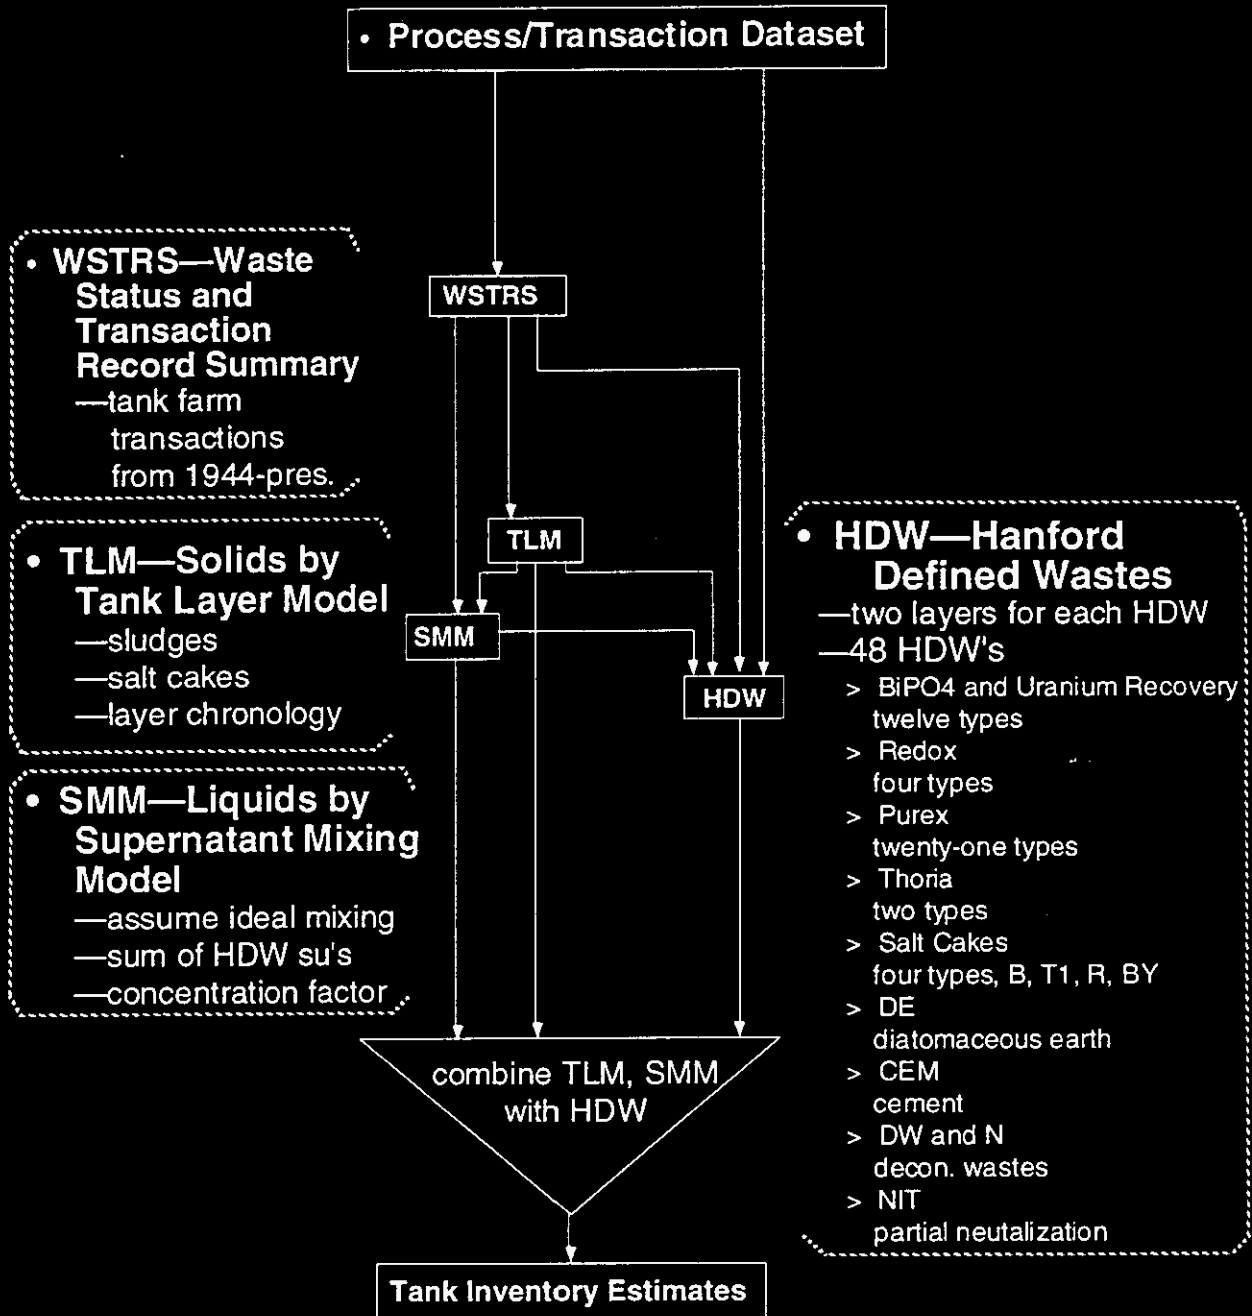 • Process/Transaction Dataset
• WSTRS—Waste
Status and
Transaction
Record Summary
—tank farm
transactions
from 1944-pres.
WSTRS
• TLM—Solids by
Tank Layer Model
—sludges
—salt cakes
—layer chronology
TLM
SMM
HDW
• SMM—Liquids by
Supernatant Mixing
Model
—assume ideal mixing
—sum of HDW su's
—concentration factor
• HDW—Hanford
Defined Wastes
—two layers for each HDW
—48 HDW's
> BiPO4 and Uranium Recovery
twelve types
> Redox
four types
> Purex
twenty-one types
> Thoria
two types
> Salt Cakes
four types, B, T1, R, BY
> DE
diatomaceous earth
> CEM
cement
> DW and N
decon. wastes
> NIT
partial neutalization
combine TLM, SMM
with HDW
Tank Inventory Estimates